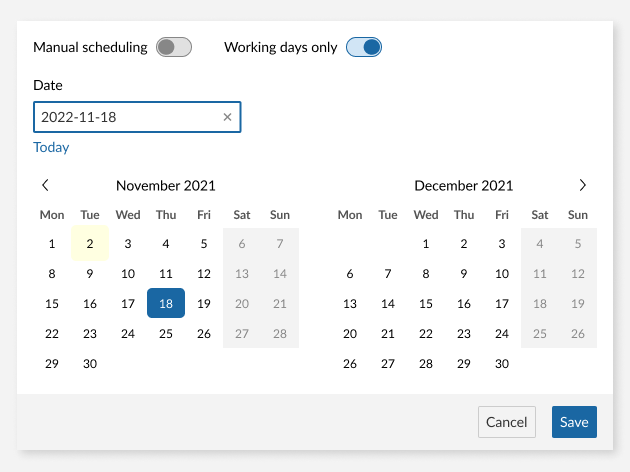 Manual scheduling Working days only
Date
2022-11-18 ×
Today
November 2021 December 2021
Mon Tue Wed Thu Fri Sat Sun Mon Tue Wed Thu Fri Sat Sun
1 2 3 4 5 6 7 1 2 3 4 5
8 9 10 11 12 13 14 6 7 8 9 10 11 12
15 16 17 18 19 20 21 13 14 15 16 17 18 19
22 23 24 25 26 27 28 20 21 22 23 24 25 26
29 30 26 27 28 29 30
Cancel Save